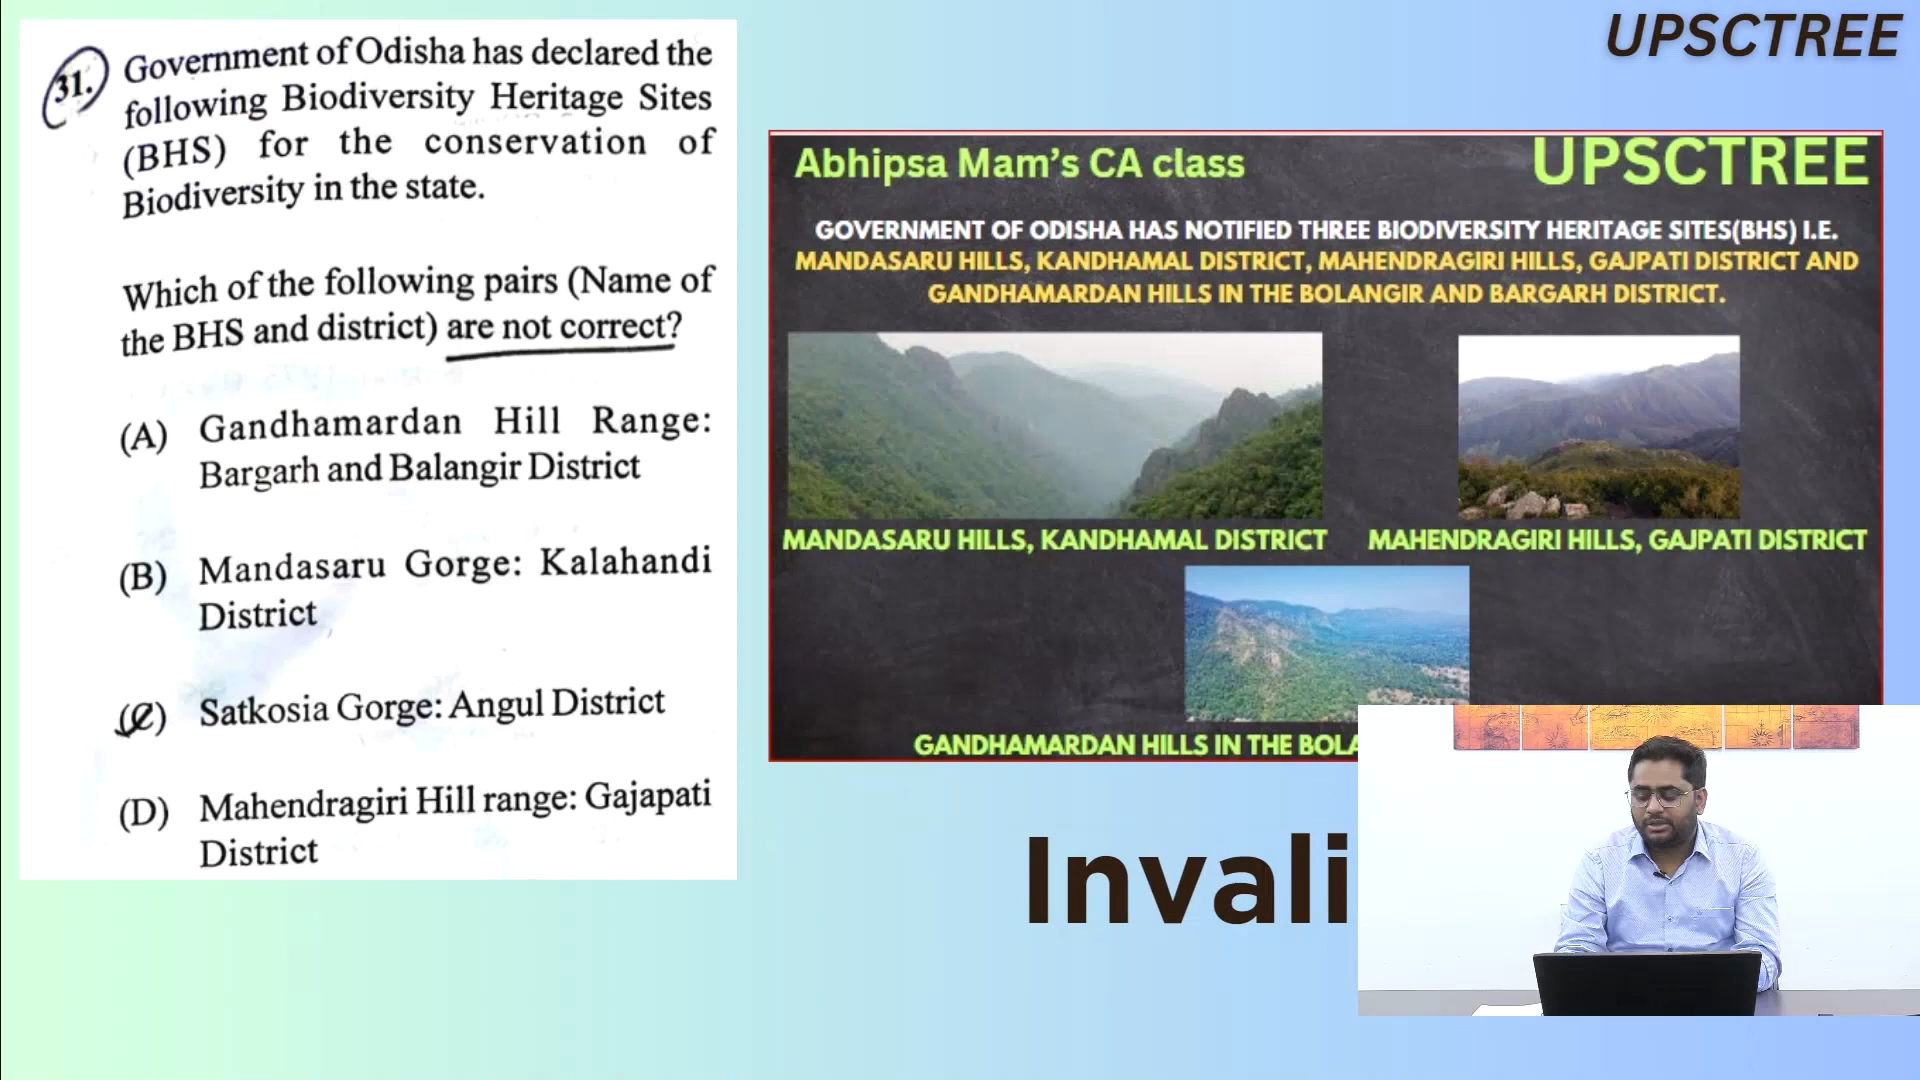 UPSCTREE
31. Government of Odisha has declared the
following Biodiversity Heritage Sites
(BHS) for the conservation of
Biodiversity in the state.
Which of the following pairs (Name of
the BHS and district) are not correct?
(A) Gandhamardan Hill Range:
Bargarh and Balangir District
(B) Mandasaru Gorge: Kalahandi
District
(C) Satkosia Gorge: Angul District
(D) Mahendragiri Hill range: Gajapati
District
Abhipsa Mam's CA class
UPSCTREE
GOVERNMENT OF ODISHA HAS NOTIFIED THREE BIODIVERSITY HERITAGE SITES(BHS) I.E.
MANDASARU HILLS, KANDHAMAL DISTRICT, MAHENDRAGIRI HILLS, GAJPATI DISTRICT AND
GANDHAMARDAN HILLS IN THE BOLANGIR AND BARGARH DISTRICT.
MANDASARU HILLS, KANDHAMAL DISTRICT
MAHENDRAGIRI HILLS, GAJPATI DISTRICT
GANDHAMARDAN HILLS IN THE BOLA
Invali